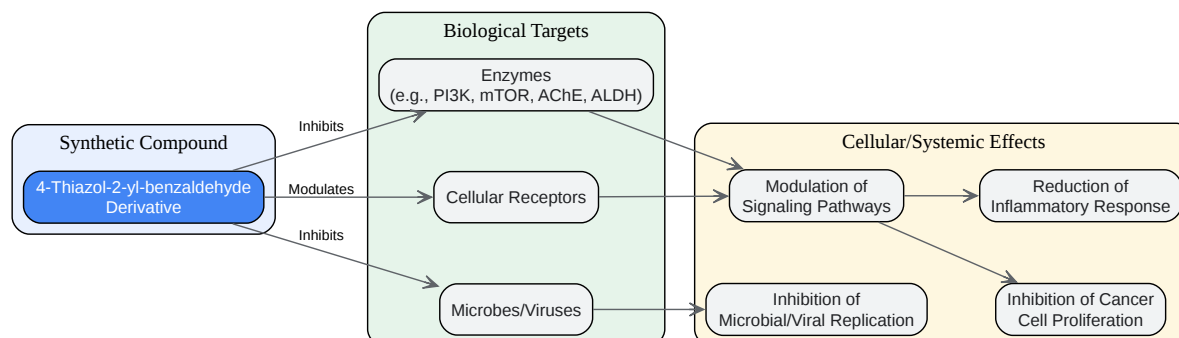 Synthetic Compound
4-Thiazol-2-yl-benzaldehyde
Derivative
Inhibits
Modulates
Inhibits
Biological Targets
Enzymes
(e.g., PI3K, mTOR, AChE, ALDH)
Cellular Receptors
Microbes/Viruses
Cellular/Systemic Effects
Modulation of
Signaling Pathways
Reduction of
Inflammatory Response
Inhibition of
Microbial/Viral Replication
Inhibition of Cancer
Cell Proliferation